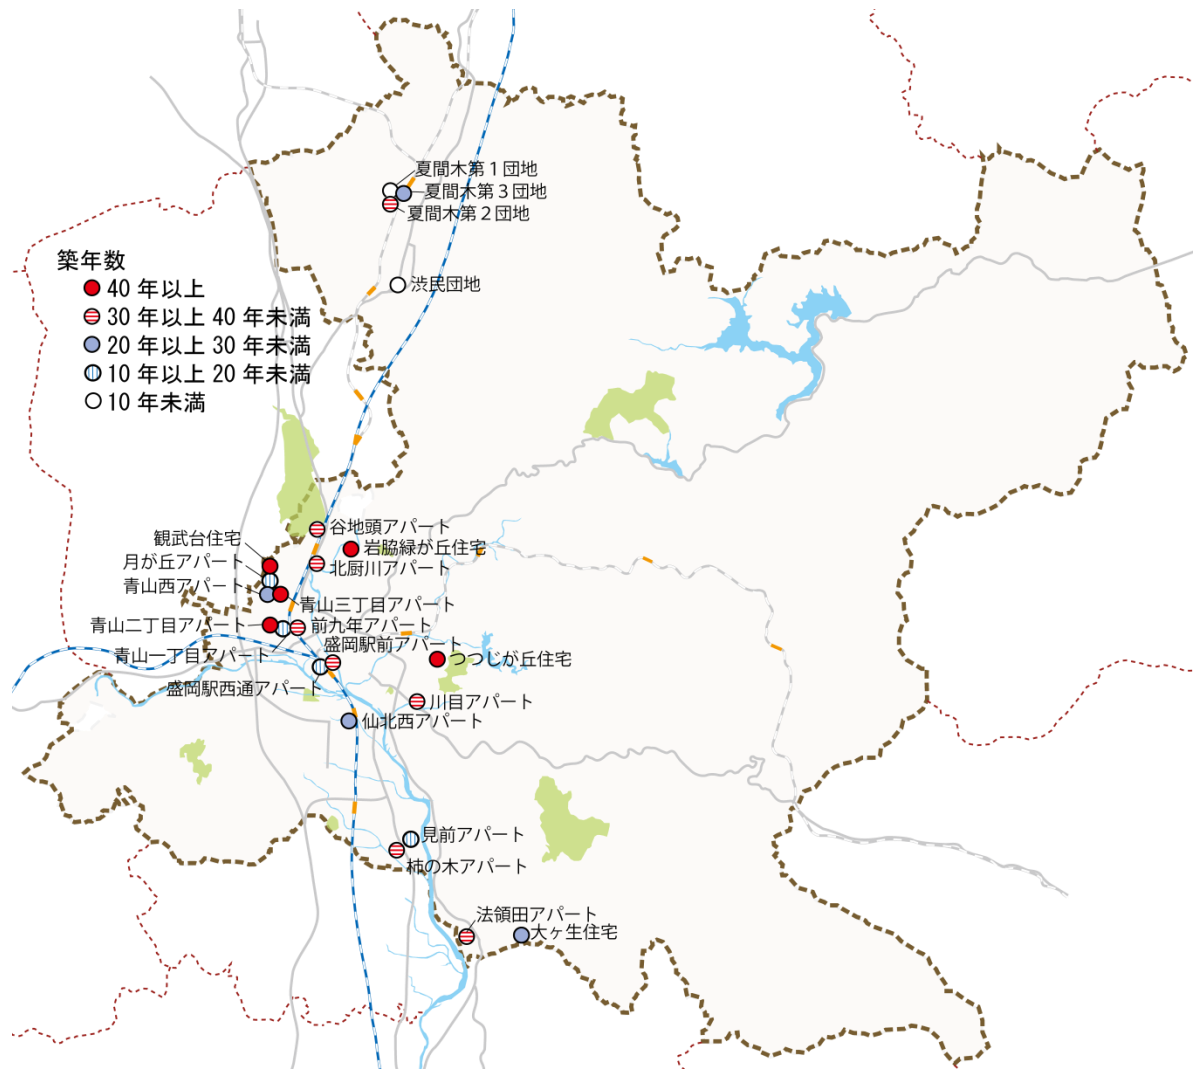 夏間木第１団地
夏間木第３団地
夏間木第２団地
築年数
40 年以上
渋民団地
30 年以上 40 年未満
20 年以上 30 年未満
10 年以上 20 年未満
10 年未満
谷地頭アパート
観武台住宅
岩脇緑が丘住宅
月が丘アパート
北厨川アパート
青山西アパート
青山三丁目アパート
青山二丁目アパート
前九年アパート
盛岡駅前アパート
青山一丁目アパート
つつじが丘住宅
盛岡駅西通アパート
川目アパート
仙北西アパート
見前アパート
柿の木アパート
法領田アパート
大ヶ生住宅